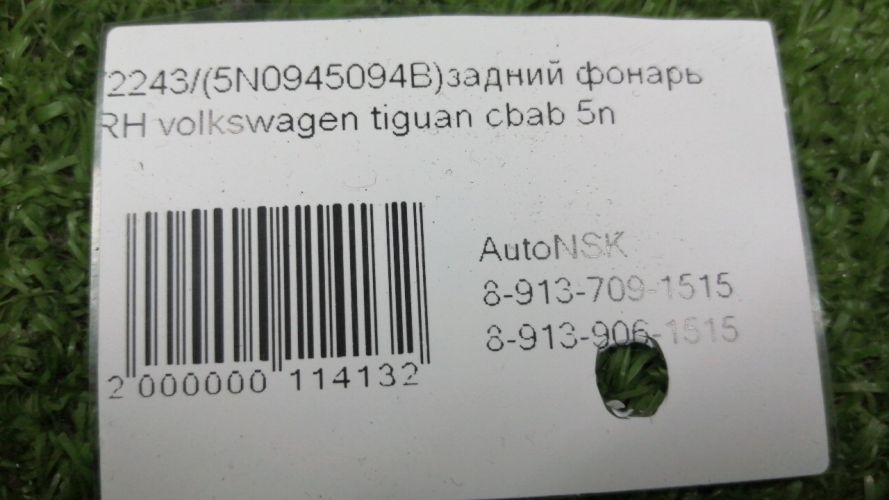 2243/(5N0945094B)задний фонарь
RH volkswagen tiguan cbab 5n
AutoNSK
8-913-709-1515
8-913-906-1515
2 000000 114132